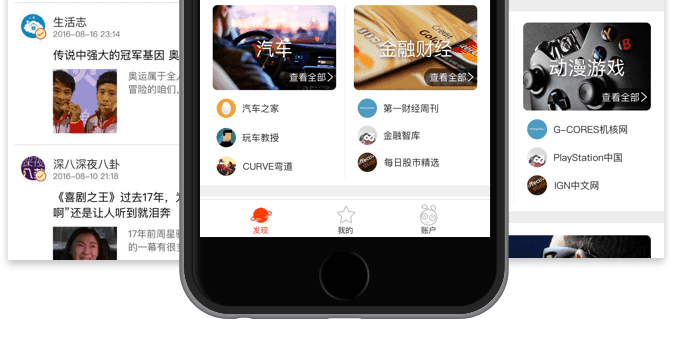 生活志
2016-08-16 23:14
传说中强大的冠军基因 奥
奥运属于全人
冒险的咱们,
深八深夜八卦
2016-08-10 21:18
《喜剧之王》过去17年,
啊"还是让人听到就泪奔
17年前周星驰
的一幕有很多
汽车
查看全部
汽车之家
玩车教授
CURVE弯道
金融财经
查看全部
第一财经周刊
金融智库
每日股市精选
发现
我的
账户
动漫游戏
查看全部
G-CORES机核网
PlayStation中国
IGN中文网